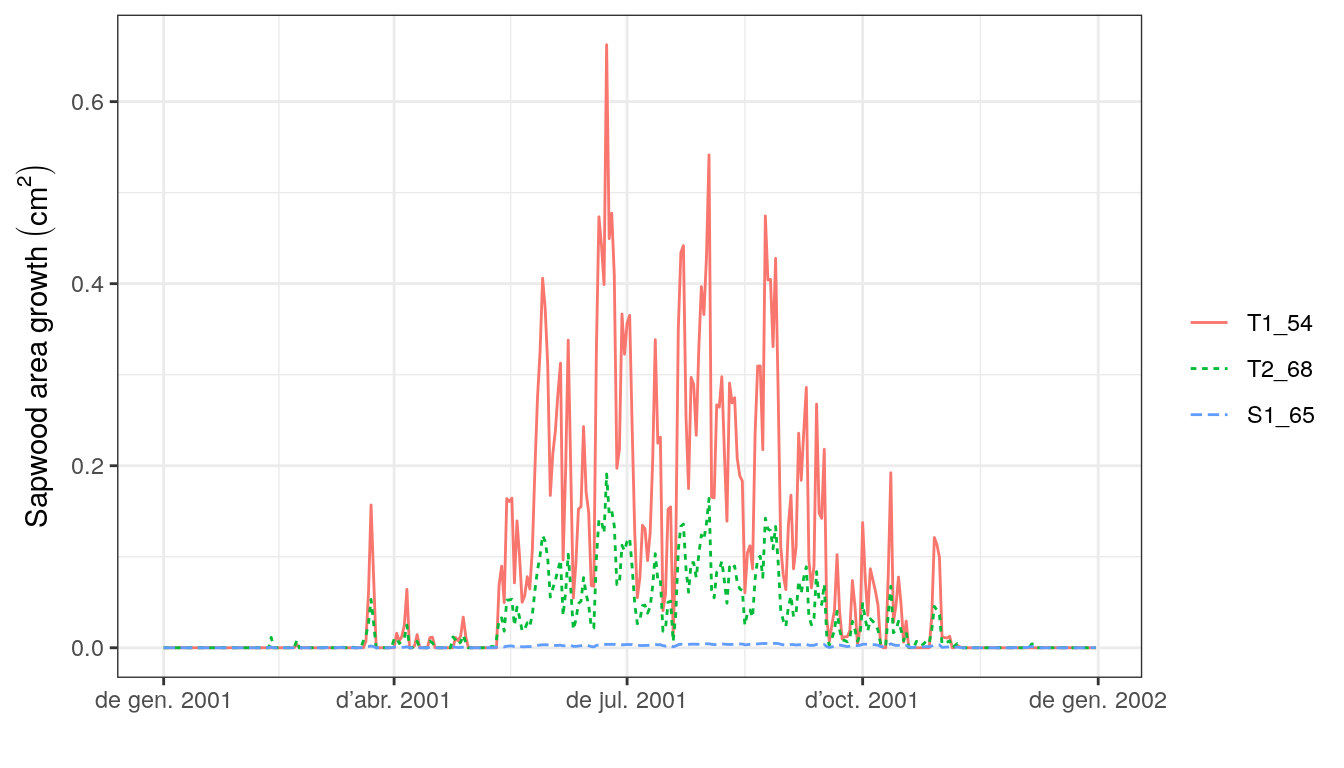 Sapwood area growth (cm²)
0.6
0.4
0.2
0.0
de gen. 2001 d’abr. 2001 de jul. 2001 d’oct. 2001 de gen. 2002
T1_54
T2_68
S1_65